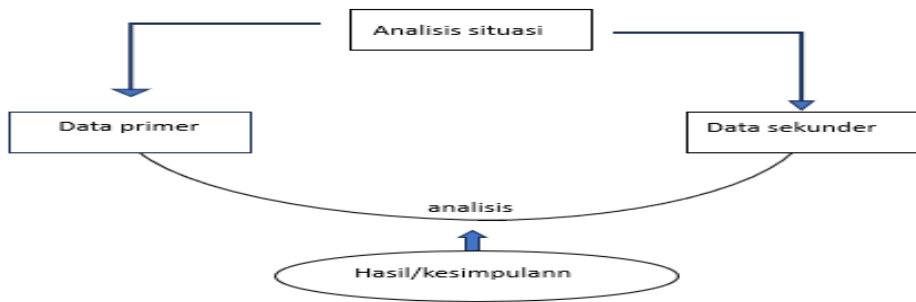 Analisis situasi
Data primer
Data sekunder
analisis
Hasil/kesimpulann